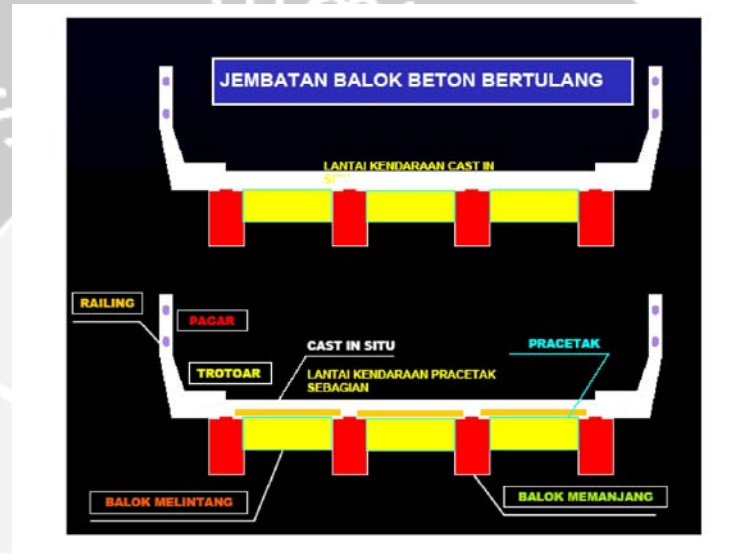 JEMBATAN BALOK BETON BERTULANG
LANTAI KENDARAAN CAST IN
RAILING
PAGAR
CAST IN SITU
PRACETAK
TROTOAR
LANTAI KENDARAAN PRACETAK
SEBAGIAN
BALOK MELINTANG
BALOK MEMANJANG